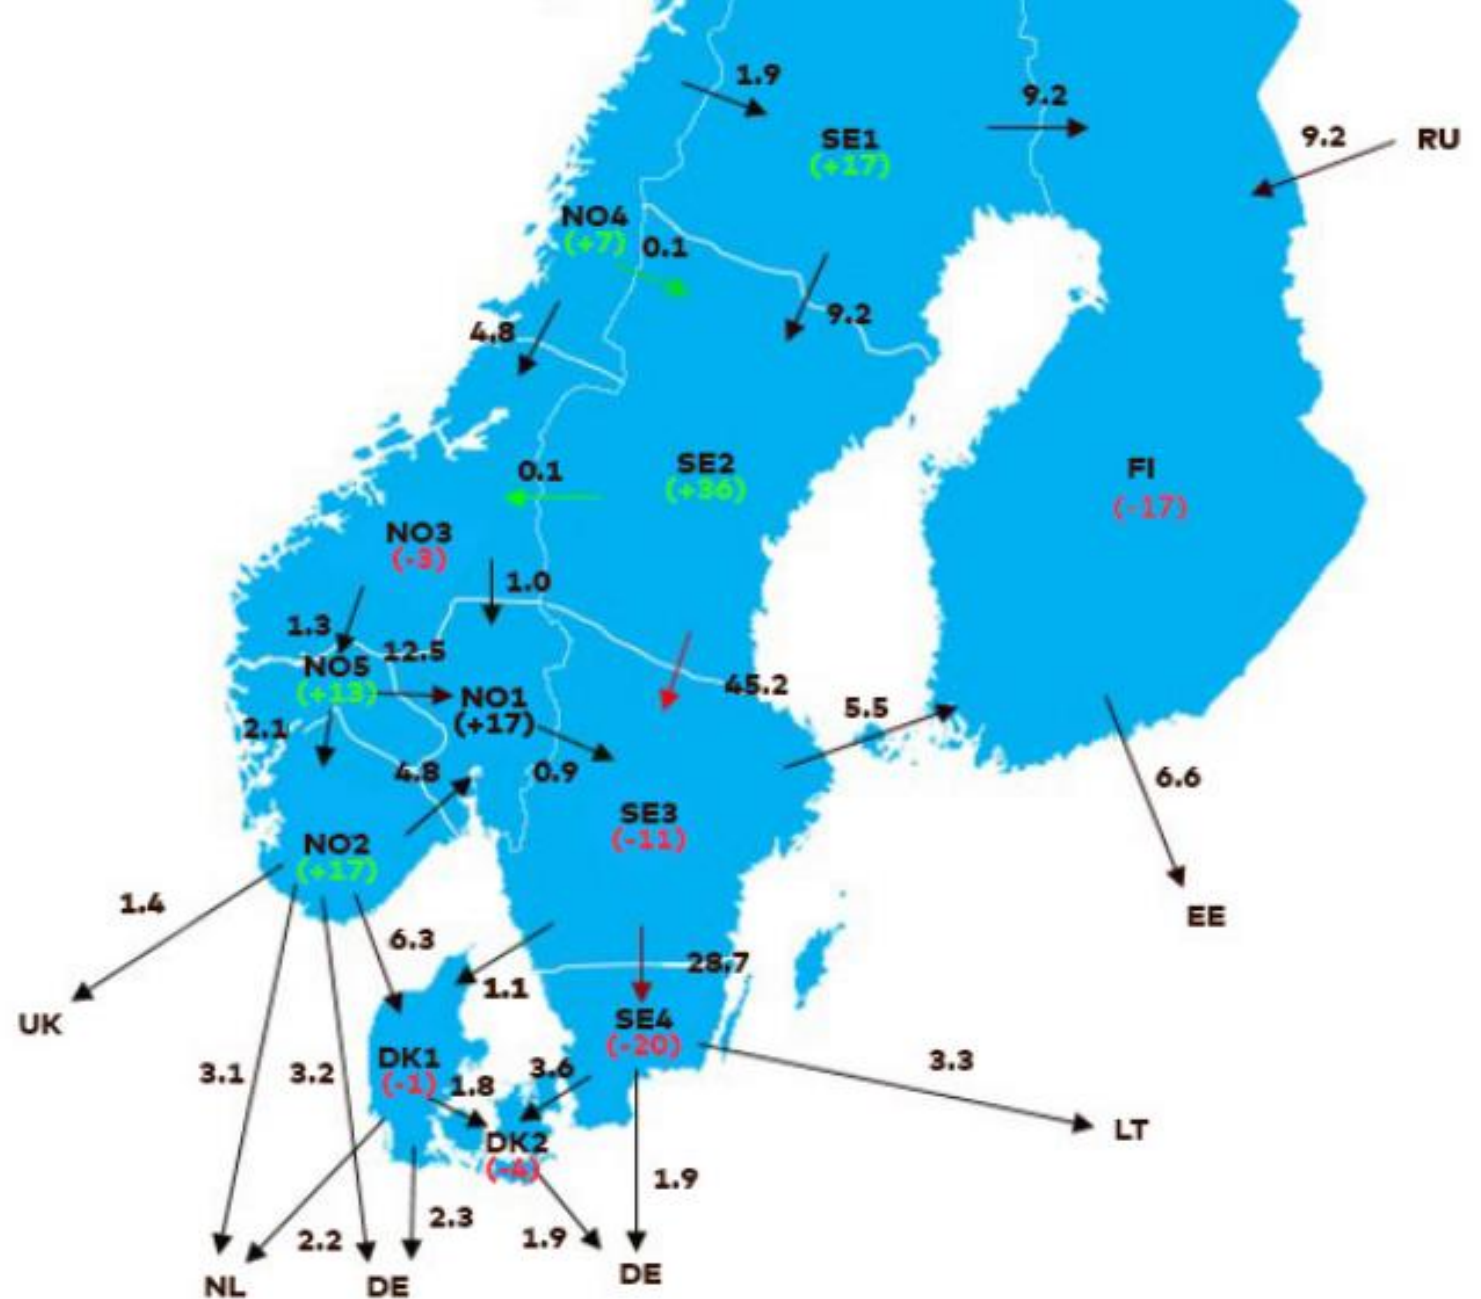 1.9
9.2
SE1
(+17)
9.2
RU
NO4
(+7)
0.1
9.2
4.8
SE2
(+36)
FI
(-17)
0.1
NO3
(-3)
1.0
1.3
12.5
NO5
(+13)
NO1
(+17)
45.2
5.5
2.1
4.8
0.9
6.6
SE3
(-11)
NO2
(+17)
1.4
EE
6.3
28.7
1.1
UK
SE4
(-20)
3.1
3.2
DK1
(-1)
1.8
3.6
3.3
LT
DK2
(-4)
1.9
2.3
2.2
1.9
NL
DE
DE